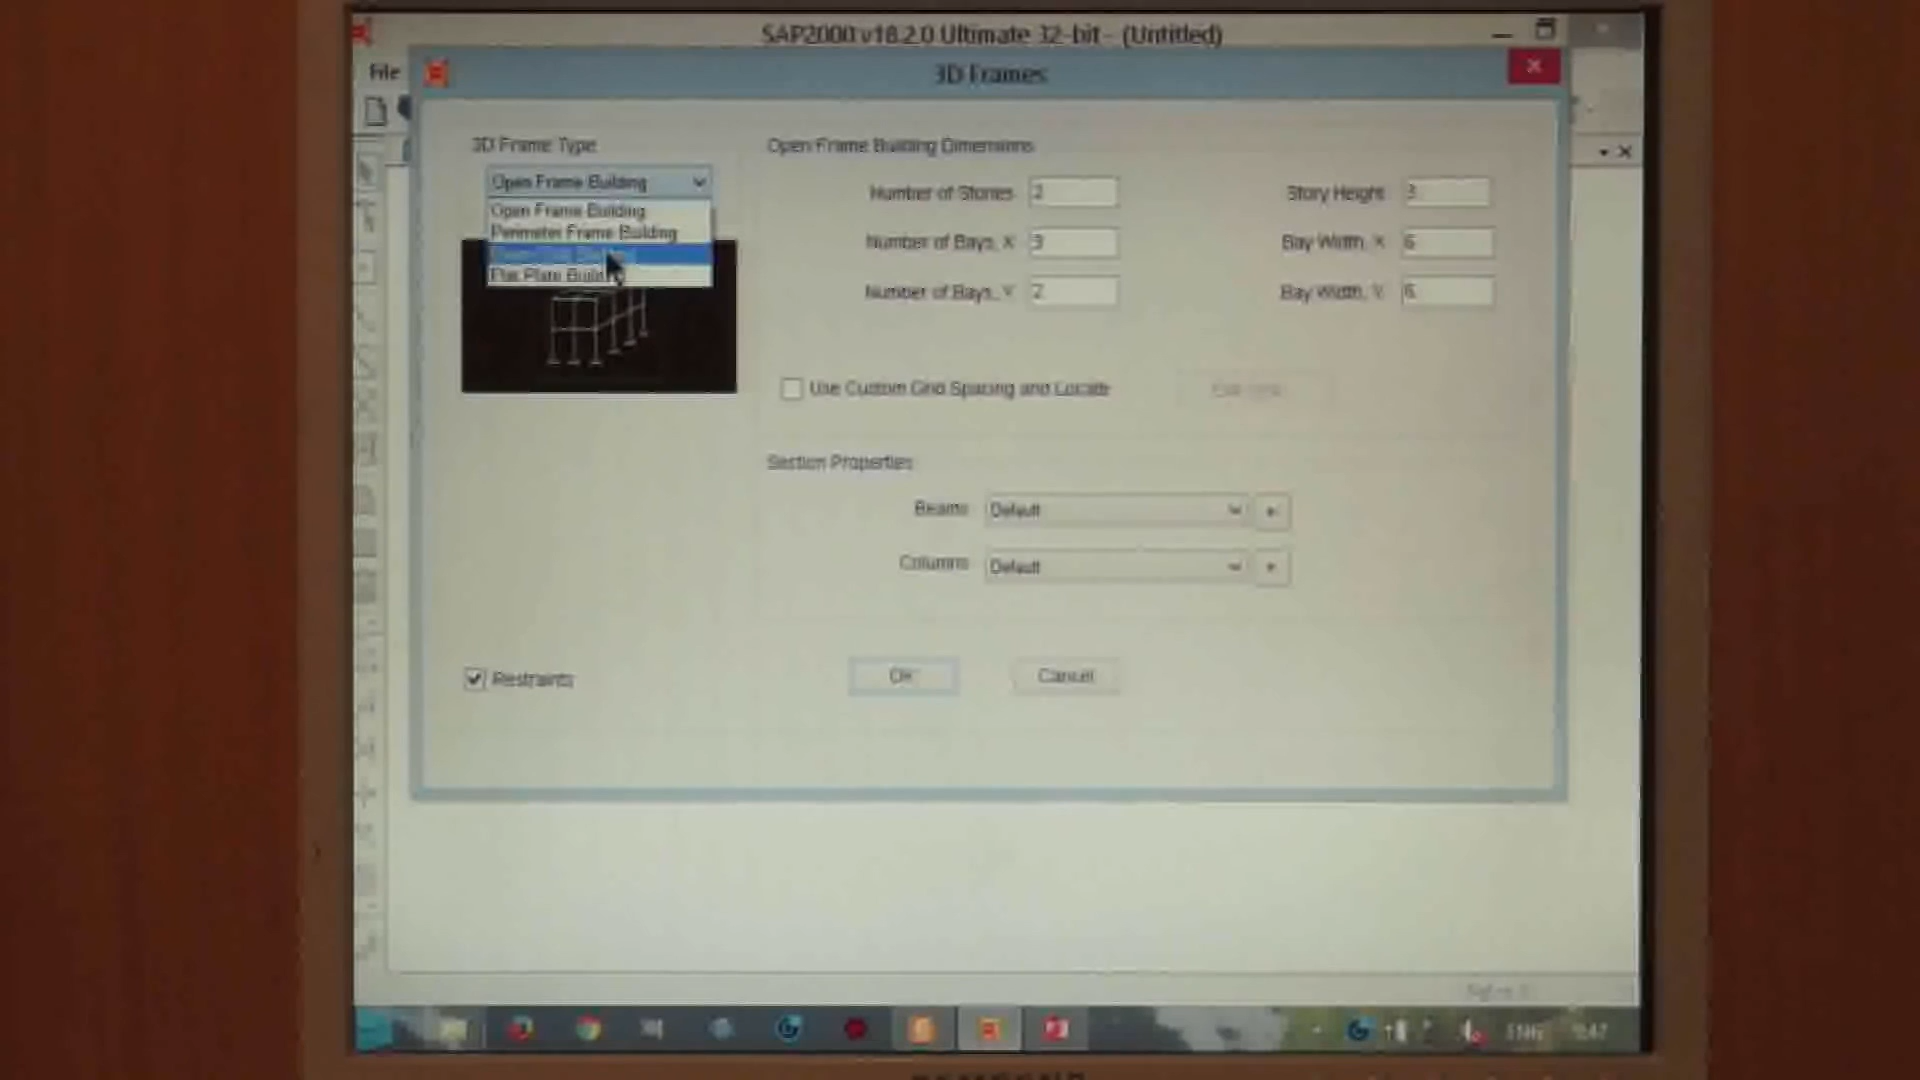 SAP2000 v18.2.0 Ultimate 32-bit - (Untitled)
File
3D Frames
3D Frame Type
Open Frame Building
Open Frame Building
Perimeter Frame Building
Flat Plate
Open Frame Building Dimensions
Number of Stories 2
Story Height 3
Number of Bays, X 3
Bay Width, X 6
Number of Bays, Y 2
Bay Width, Y 6
Use Custom Grid Spacing and Locate
Section Properties
Beams Default
Columns Default
Restraints
OK
Cancel
ENG